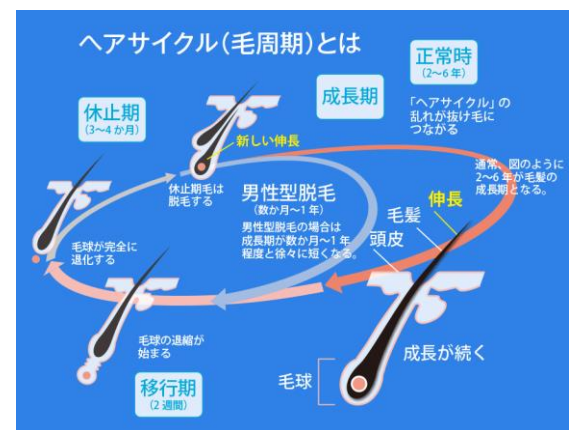 ヘアサイクル（毛周期）とは
正常時
（2〜6年）
成長期
「ヘアサイクル」の
乱れが抜け毛に
つながる
休止期
（3〜4か月）
新しい伸長
通常、図のように
2〜6年が毛髪の
成長期となる。
休止期毛は
脱毛する
男性型脱毛
（数か月〜1年）
男性型脱毛の場合は
成長期が数か月〜1年
程度と徐々に短くなる。
伸長
毛髪
頭皮
毛球が完全に
退化する
毛球の退縮が
始まる
成長が続く
毛球
移行期
（2週間）